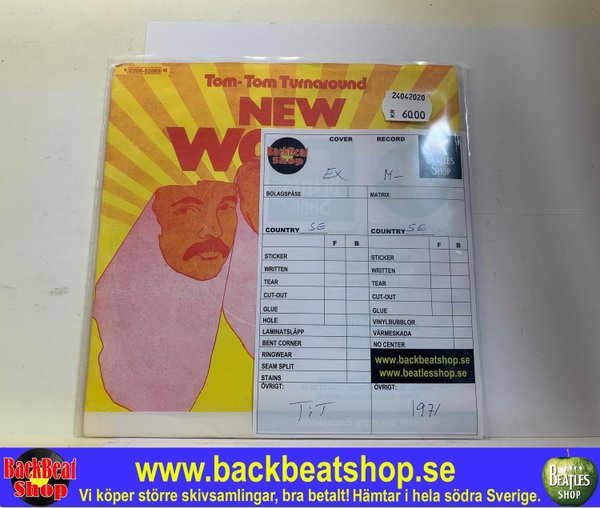 4 E006-02669 M
Tom-Tom Turnaround
NEW
24042020
60.00
BackBeat
Shop
COVER RECORD
BEATLES
SHOP
EX M-
BOLAGSPÅSE MATRIX:
COUNTRY SE COUNTRY SE
F B F B
STICKER STICKER
WRITTEN WRITTEN
TEAR TEAR
CUT-OUT CUT-OUT
GLUE GLUE
HOLE VINYLBUBBLOR
LAMINATSLÄPP VÄRMESKADA
BENT CORNER NO CENTER
RINGWEAR
SEAM SPLIT
STAINS
www.backbeatshop.se
www.beatlesshop.se
ÖVRIGT: ÖVRIGT:
TiT 1971
BackBeat
Shop
www.backbeatshop.se
Vi köper större skivsamlingar, bra betalt! Hämtar i hela södra Sverige.
BEATLES
SHOP